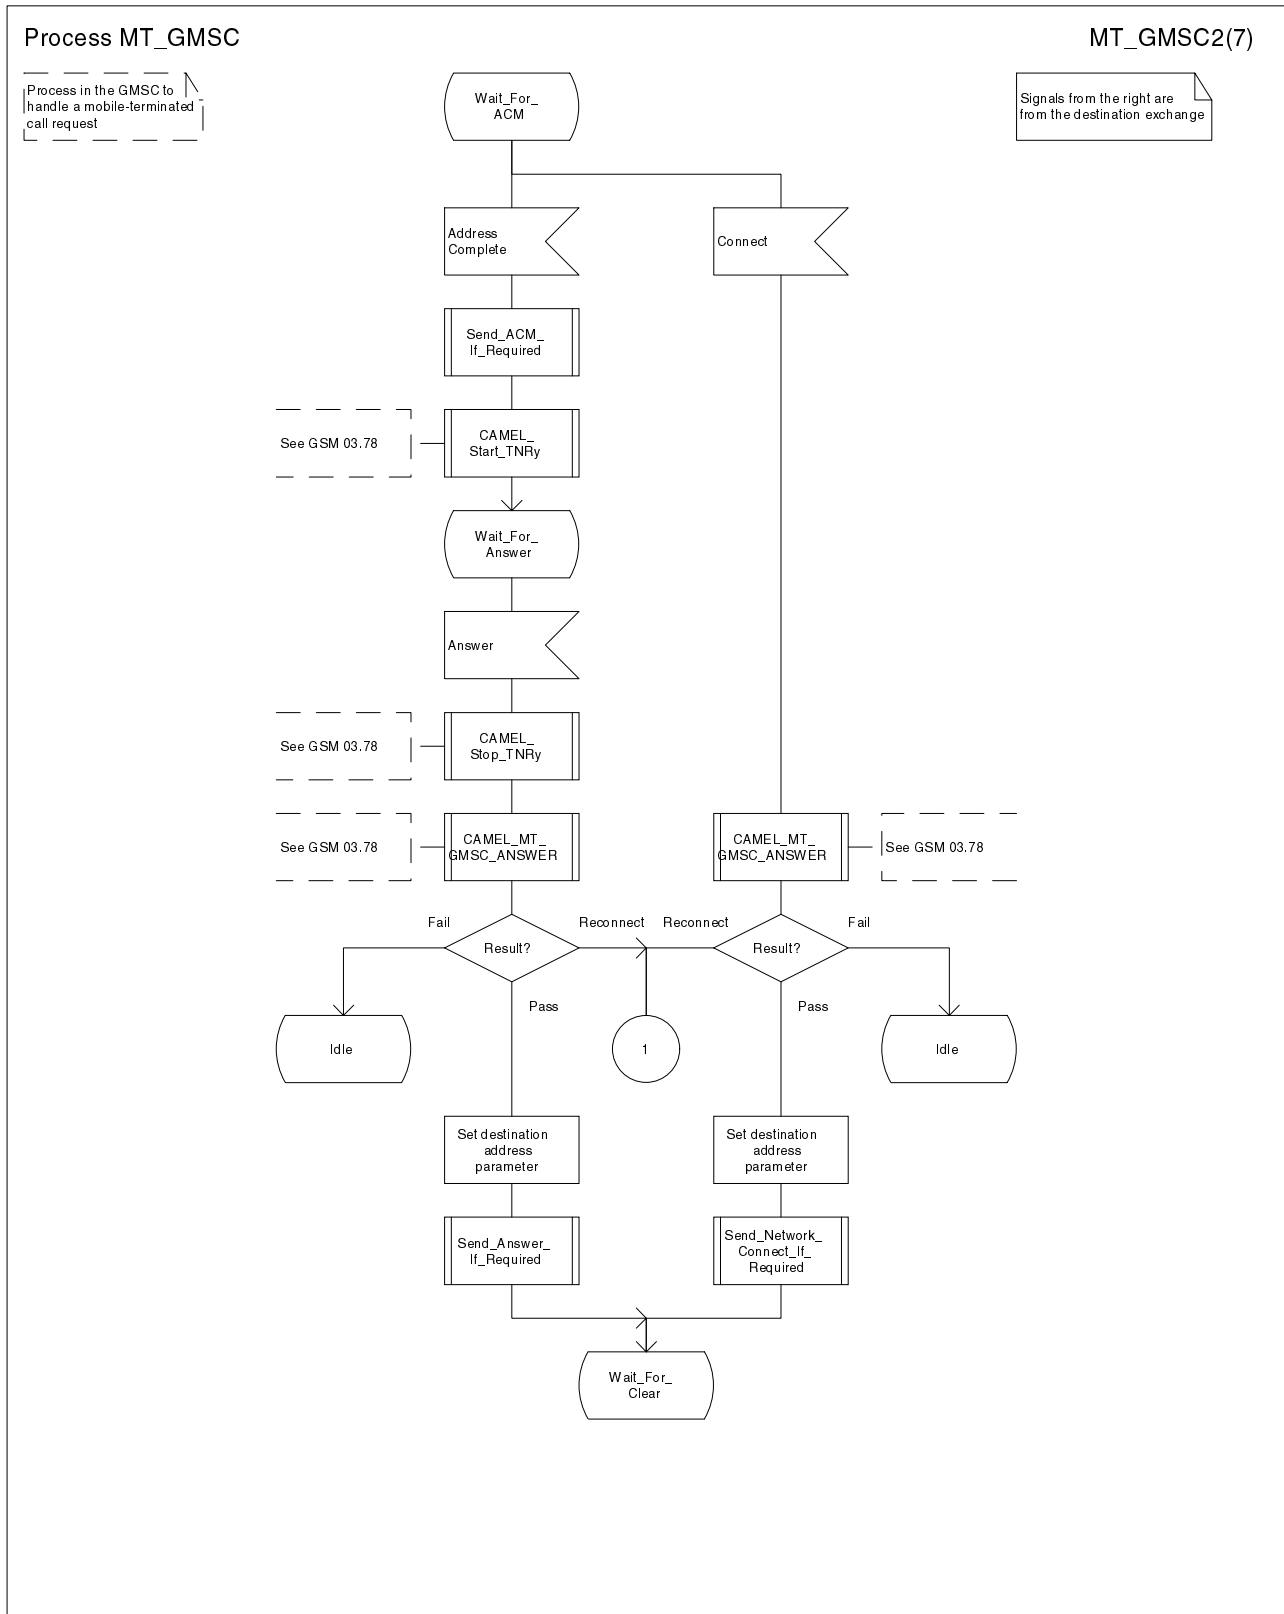 Process MT_GMSC
MT_GMSC2(7)
Process in the GMSC to
handle a mobile-terminated
call request
Signals from the right are
from the destination exchange
Wait_For_
ACM
Address
Complete
Connect
Send_ACM_
If_Required
See GSM 03.78
CAMEL_
Start_TNRy
Wait_For_
Answer
Answer
See GSM 03.78
CAMEL_
Stop_TNRy
See GSM 03.78
CAMEL_MT_
GMSC_ANSWER
CAMEL_MT_
GMSC_ANSWER
See GSM 03.78
Fail
Reconnect
Reconnect
Fail
Result?
Result?
Pass
Pass
Idle
1
Idle
Set destination
address
parameter
Set destination
address
parameter
Send_Answer_
If_Required
Send_Network_
Connect_If_
Required
Wait_For_
Clear